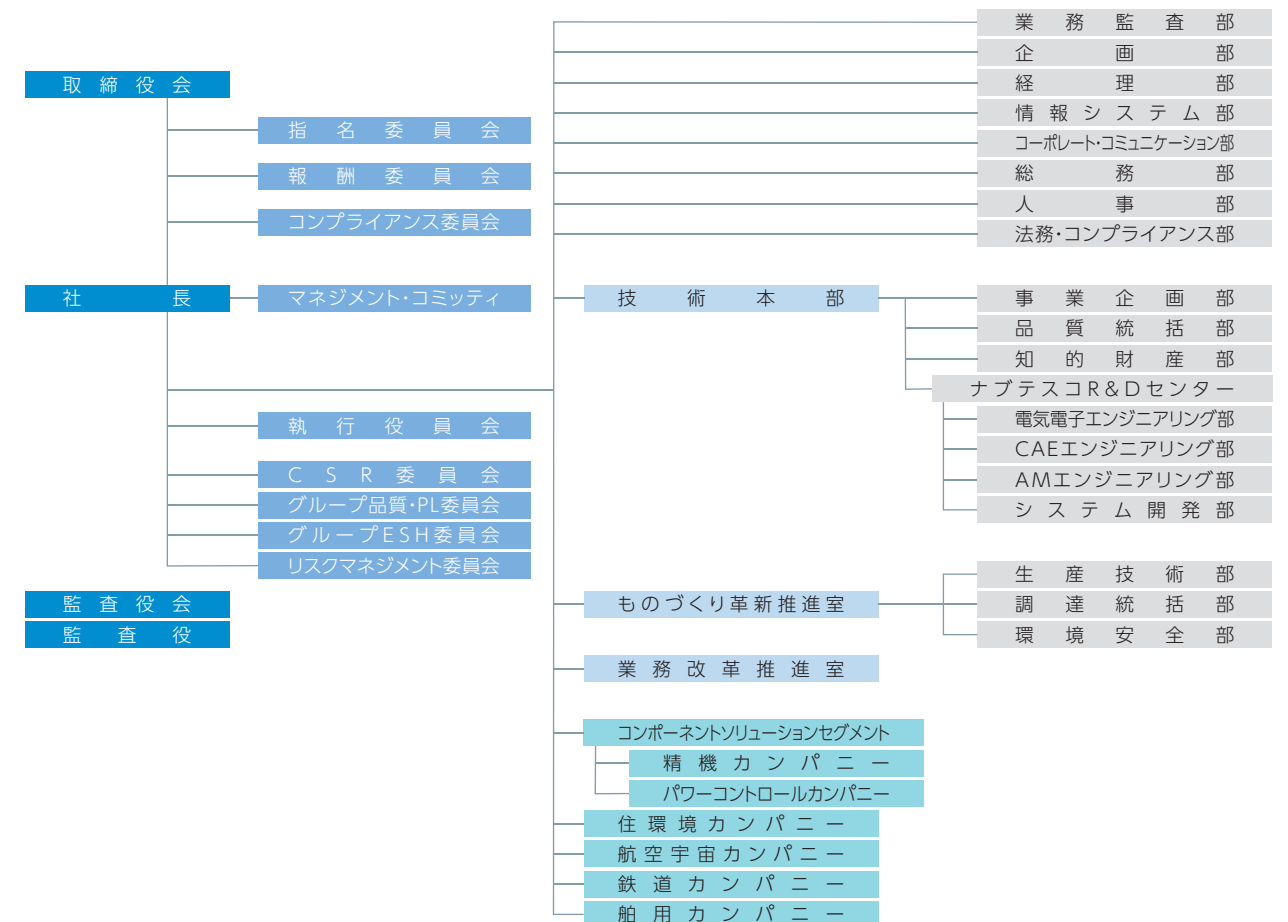 取締役会
指名委員会
報酬委員会
コンプライアンス委員会
社長
マネジメント・コミッティ
執行役員会
CSR委員会
グループ品質・PL委員会
グループESH委員会
リスクマネジメント委員会
監査役会
監査役
業務監査部
企画部
経理部
情報システム部
コーポレート・コミュニケーション部
総務部
人事部
法務・コンプライアンス部
技術本部
事業企画部
品質統括部
知的財産部
ナブテスコR&Dセンター
電気電子エンジニアリング部
CAEエンジニアリング部
AMエンジニアリング部
システム開発部
ものづくり革新推進室
生産技術部
調達統括部
環境安全部
業務改革推進室
コンポーネントソリューションセグメント
精機カンパニー
パワーコントロールカンパニー
住環境カンパニー
航空宇宙カンパニー
鉄道カンパニー
舶用カンパニー